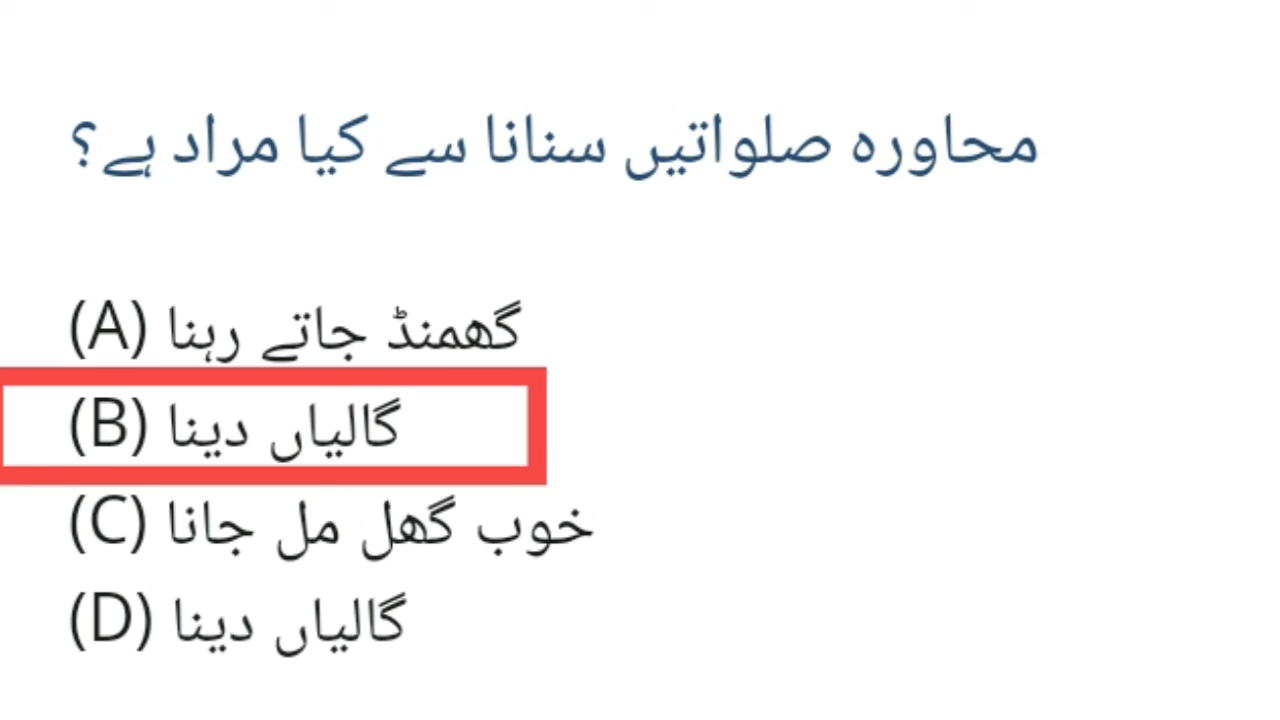 محاورہ صلواتیں سنانا سے کیا مراد ہے؟
(A) گھمنڈ جاتے رہنا
(B) گالیاں دینا
(C) خوب گھل مل جانا
(D) گالیاں دینا